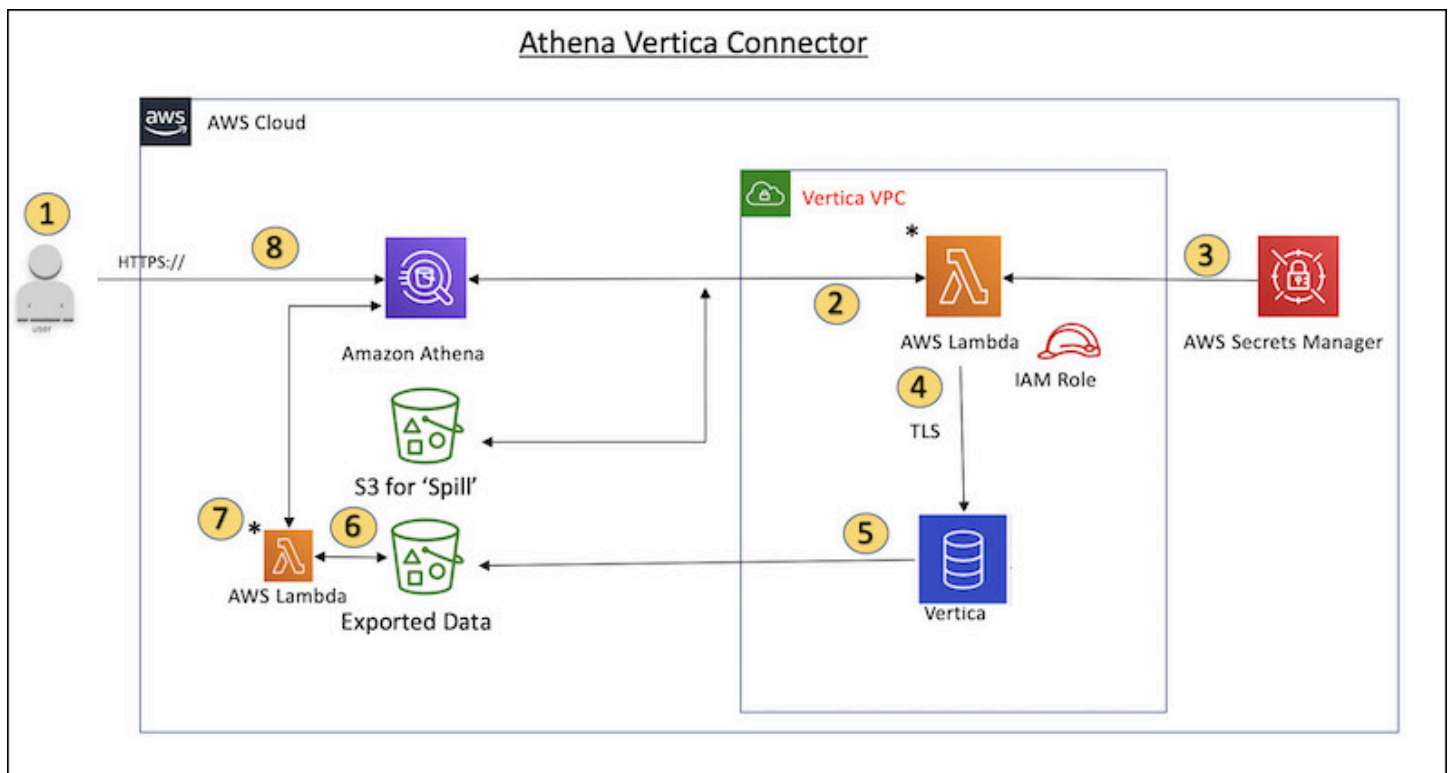 Athena Vertica Connector
aws
AWS Cloud
1
Vertica VPC
HTTPS://
8
*
3
user
2
Amazon Athena
AWS Lambda
AWS Secrets Manager
IAM Role
4
TLS
S3 for ‘Spill’
7
*
6
5
AWS Lambda
Exported Data
Vertica